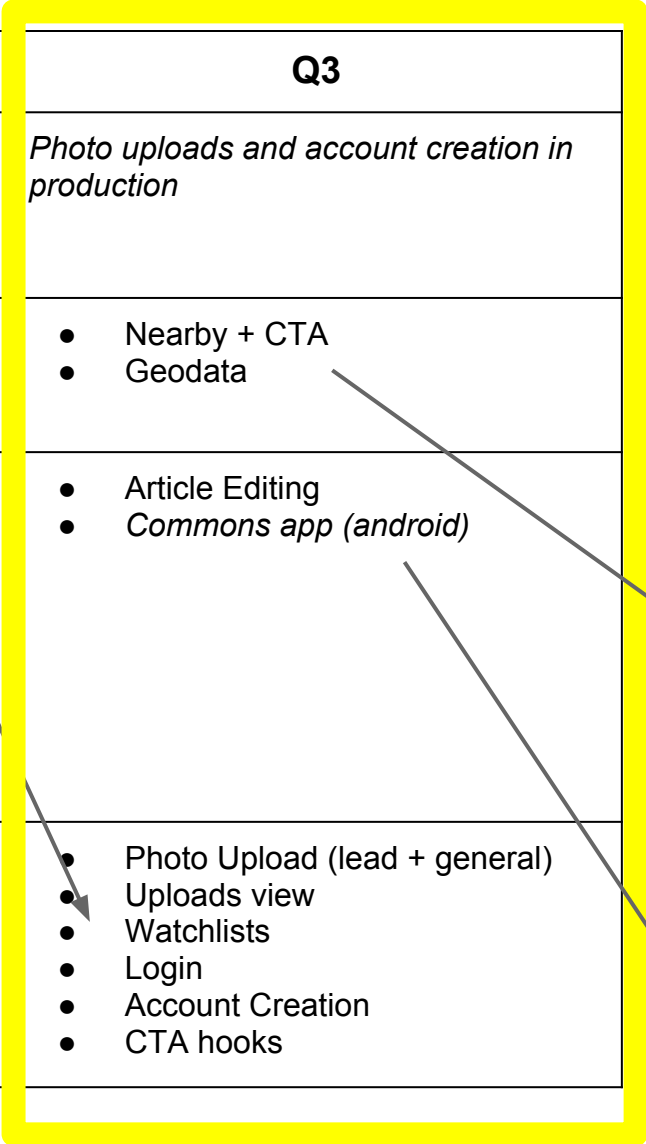 Q3
Photo uploads and account creation in
production
● Nearby + CTA
● Geodata
● Article Editing
● Commons app (android)
● Photo Upload (lead + general)
● Uploads view
● Watchlists
● Login
● Account Creation
● CTA hooks